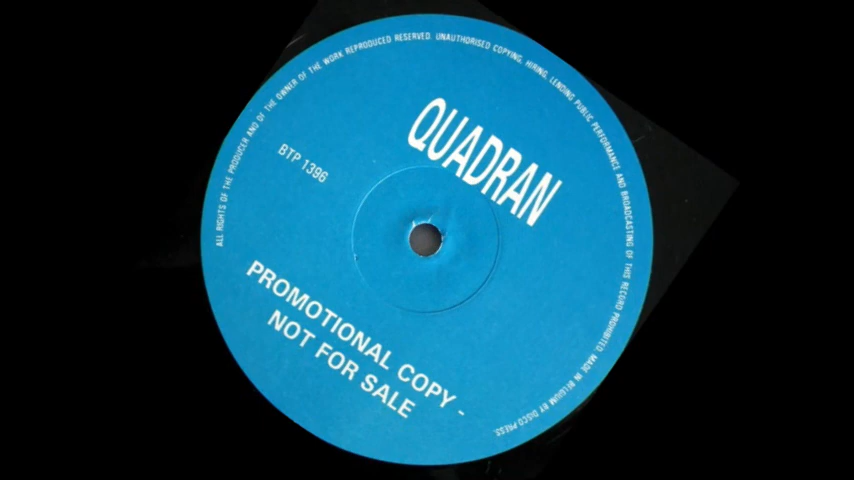 QUADRAN
BTP 1396
PROMOTIONAL COPY -
NOT FOR SALE
ALL RIGHTS OF THE PRODUCER AND OF THE OWNER OF THE WORK REPRODUCED RESERVED. UNAUTHORISED COPYING, HIRING, LENDING PUBLIC PERFORMANCE AND BROADCASTING OF THIS RECORD PROHIBITED. MADE IN BELGIUM BY DISCO PRESS.